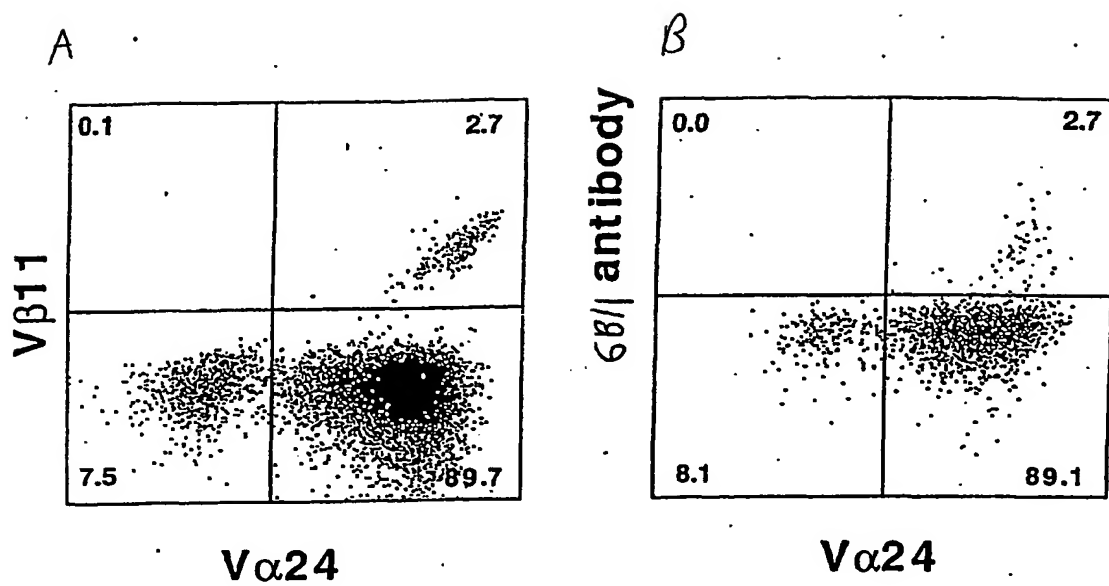 A
B
0.1
2.7
Vβ11
7.5
89.7
Vα24
0.0
2.7
6B11 antibody
8.1
89.1
Vα24